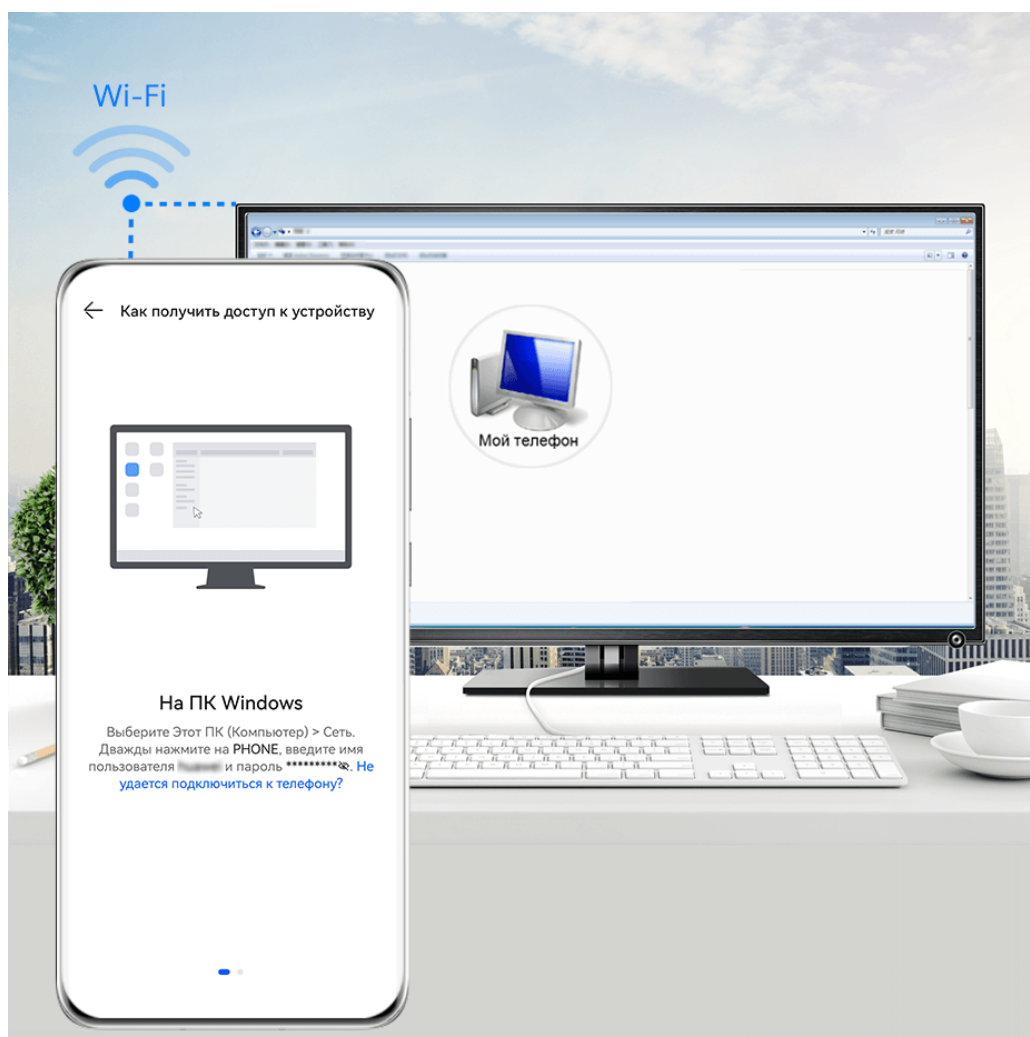 Wi-Fi
Как получить доступ к устройству
Мой телефон
На ПК Windows
Выберите Этот ПК (Компьютер) > Сеть.
Дважды нажмите на PHONE, введите имя
пользователя и пароль *********. Не
удается подключиться к телефону?